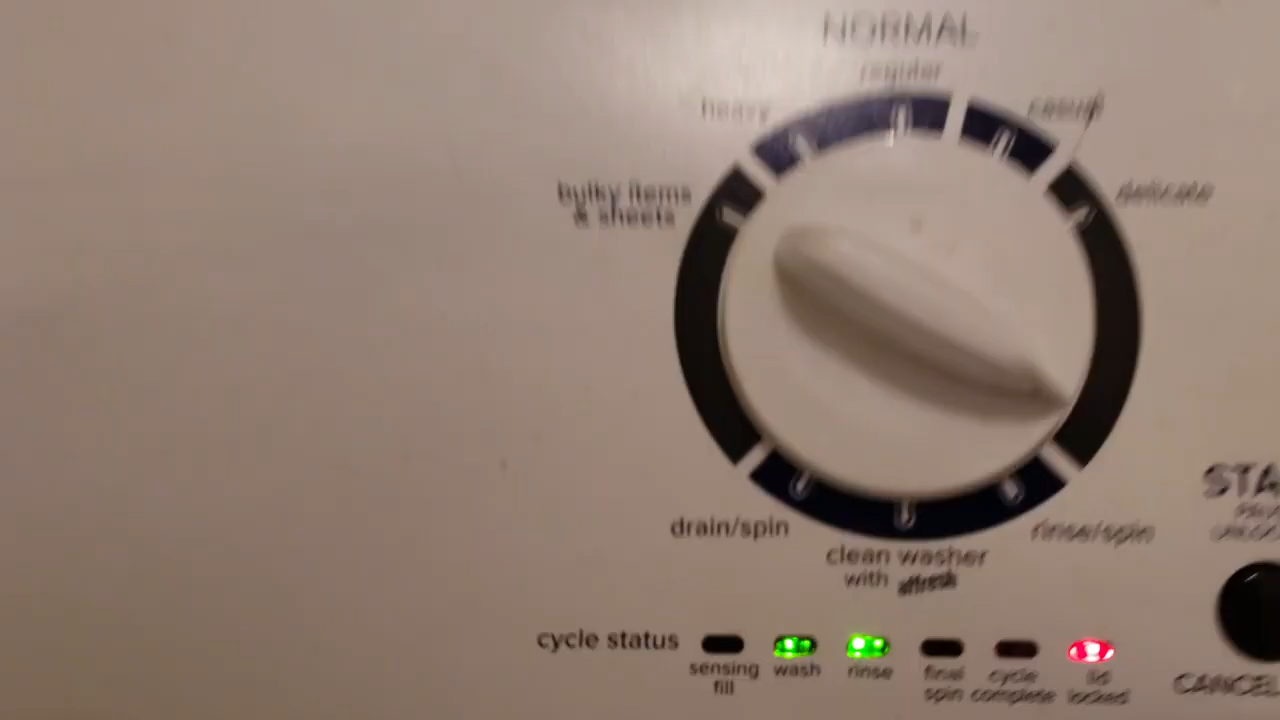 NORMAL
regular
heavy
casual
bulky items
& sheets
delicate
drain/spin
rinse/spin
clean washer
with affresh
STA
cycle status
sensing
fill
wash
rinse
final
spin
cycle
complete
lid
locked
CANCEL